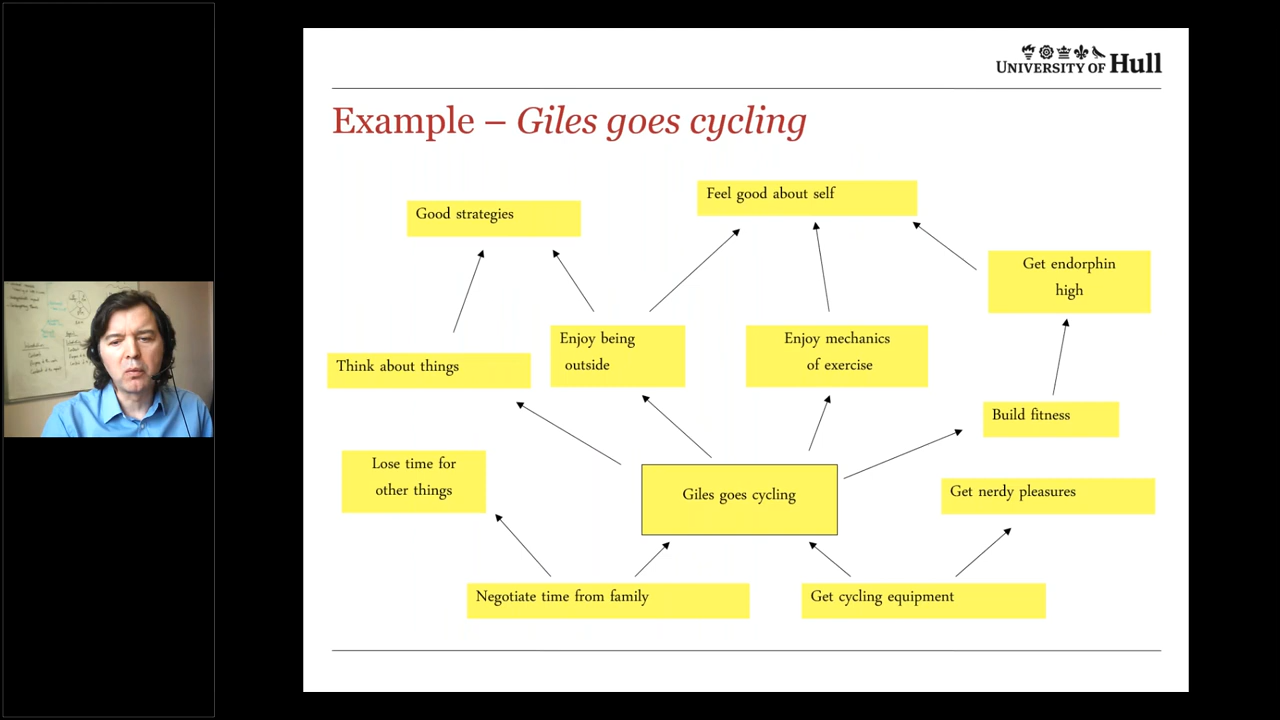 UNIVERSITY OF Hull
Example – Giles goes cycling
Feel good about self
Good strategies
Get endorphin
high
Enjoy being
outside
Enjoy mechanics
of exercise
Think about things
Build fitness
Lose time for
other things
Giles goes cycling
Get nerdy pleasures
Negotiate time from family
Get cycling equipment